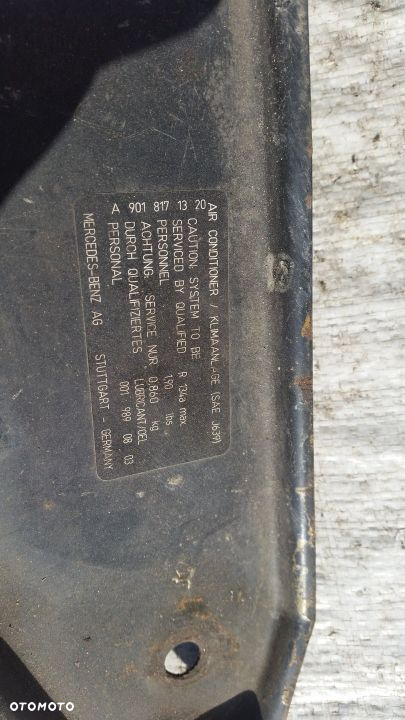 AIR CONDITIONER / KLIMAANLAGE (SAE J639)
CAUTION: SYSTEM TO BE R 134a max.
SERVICED BY QUALIFIED 1,90 lbs
PERSONNEL 0,860 kg
ACHTUNG: SERVICE NUR LUBRICANT/OEL
DURCH QUALIFIZIERTES 001 989 08 03
PERSONAL
A 901 817 13 20
MERCEDES-BENZ AG STUTTGART - GERMANY
OTOMOTO